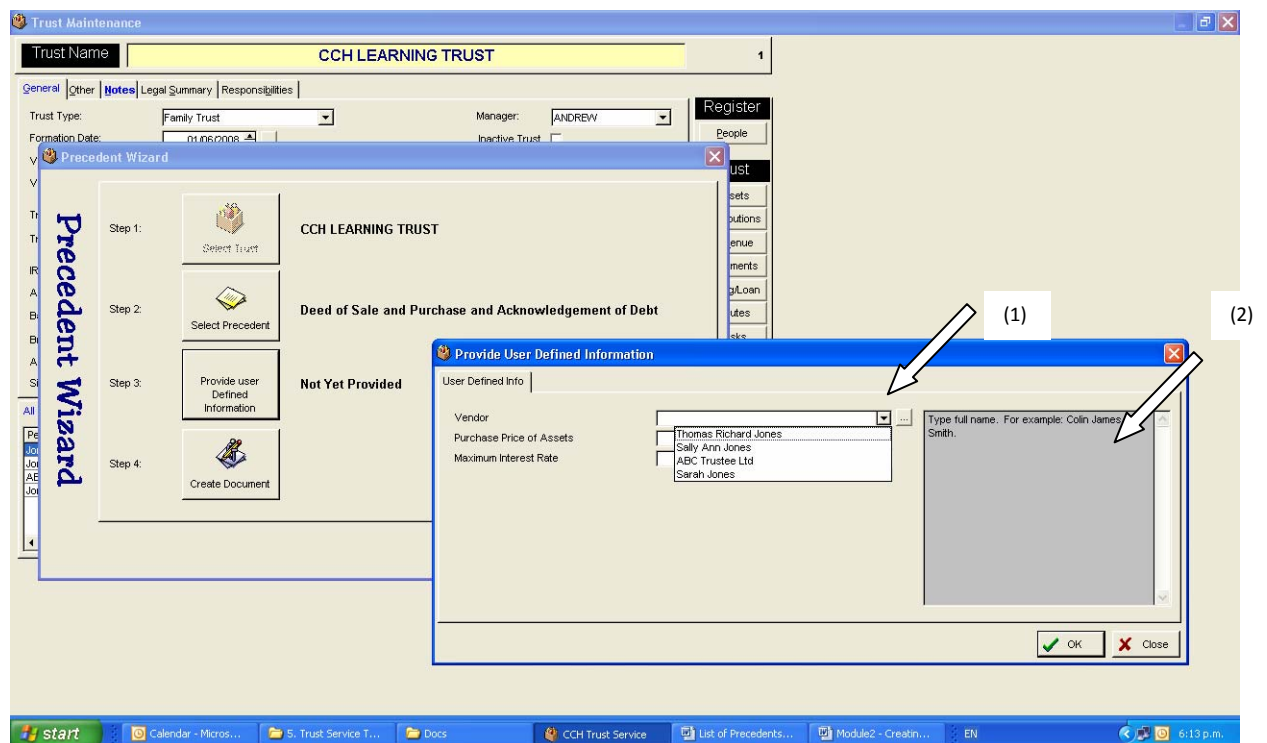 Trust Maintenance
Trust Name CCH LEARNING TRUST 1
General Other Notes Legal Summary Responsibilities
Trust Type: Family Trust Manager: ANDREW
Register
Formation Date: 01/06/2008 Inactive Trust
People
Precedent Wizard
Precedent Wizard
Step 1: Select Trust CCH LEARNING TRUST
Step 2: Select Precedent Deed of Sale and Purchase and Acknowledgement of Debt
Step 3: Provide user Defined Information Not Yet Provided
Step 4: Create Document
(1)
(2)
Provide User Defined Information
User Defined Info
Vendor
...
Purchase Price of Assets
Maximum Interest Rate
Thomas Richard Jones
Sally Ann Jones
ABC Trustee Ltd
Sarah Jones
Type full name. For example: Colin James
Smith.
OK
Close
start
Calendar - Micros...
5. Trust Service T...
Docs
CCH Trust Service
List of Precedents...
Module2 - Creatin...
EN
6:13 p.m.